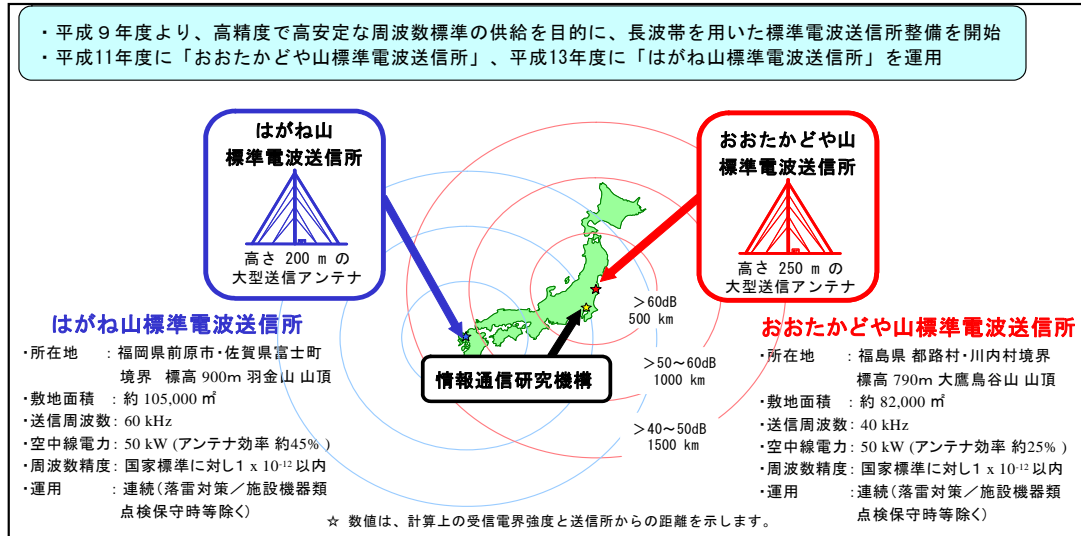 ・平成９年度より、高精度で高安定な周波数標準の供給を目的に、長波帯を用いた標準電波送信所整備を開始
・平成11年度に「おおたかどや山標準電波送信所」、平成13年度に「はがね山標準電波送信所」を運用
はがね山
標準電波送信所
高さ 200 m の
大型送信アンテナ
おおたかどや山
標準電波送信所
高さ 250 m の
大型送信アンテナ
＞60dB
500 km
＞50～60dB
1000 km
＞40～50dB
1500 km
情報通信研究機構
はがね山標準電波送信所
・所在地　：福岡県前原市・佐賀県富士町
境界 標高 900m 羽金山 山頂
・敷地面積　：約 105,000 ㎡
・送信周波数：60 kHz
・空中線電力：50 kW (アンテナ効率 約45% )
・周波数精度：国家標準に対し１ x 10⁻¹² 以内
・運用　：連続（落雷対策／施設機器類
点検保守時等除く）
おおたかどや山標準電波送信所
・所在地　：福島県 都路村・川内村境界
標高 790m 大鷹鳥谷山 山頂
・敷地面積　：約 82,000 ㎡
・送信周波数：40 kHz
・空中線電力：50 kW (アンテナ効率 約25% )
・周波数精度：国家標準に対し１ x 10⁻¹² 以内
・運用　：連続（落雷対策／施設機器類
点検保守時等除く）
☆ 数値は、計算上の受信電界強度と送信所からの距離を示します。